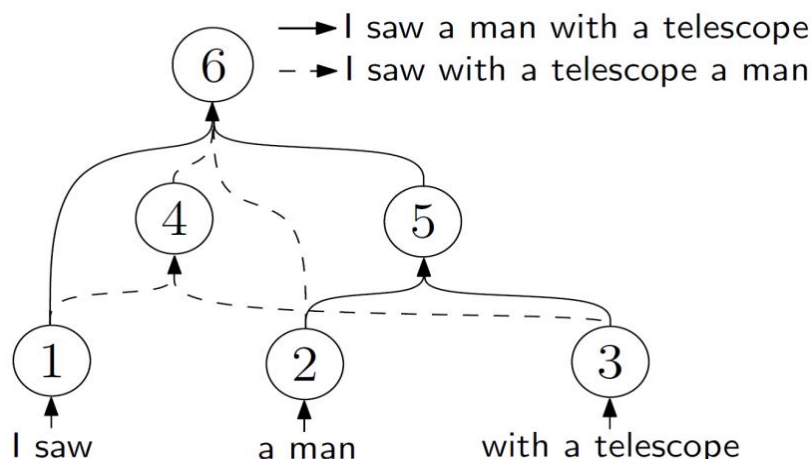 I saw a man with a telescope
I saw with a telescope a man
6
4
5
1
2
3
I saw
a man
with a telescope